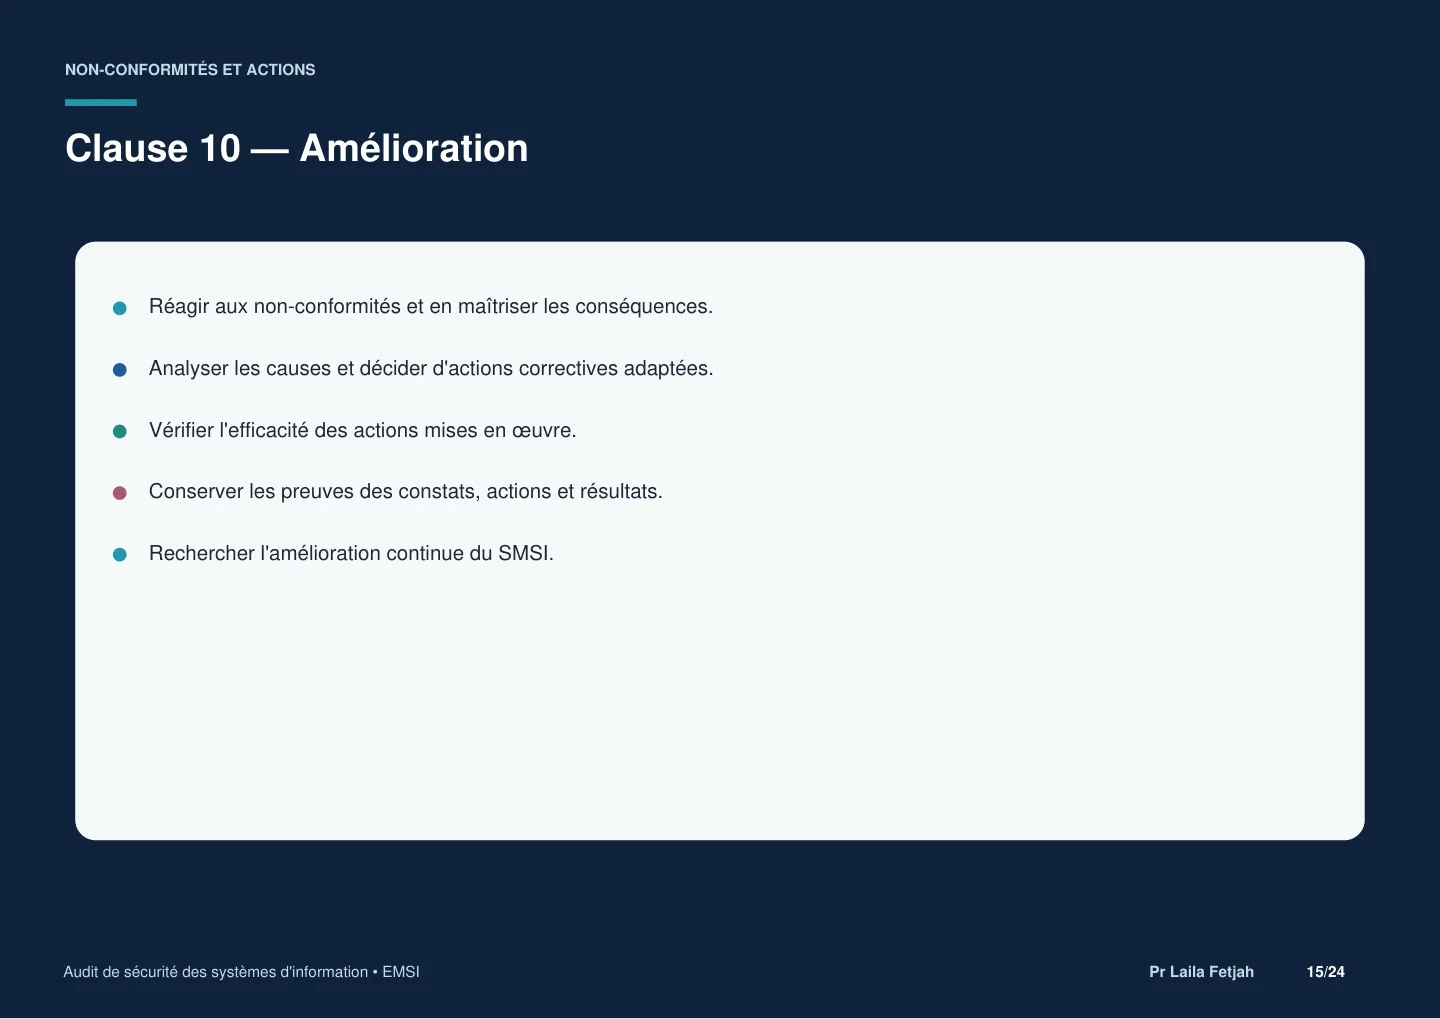 NON-CONFORMITÉS ET ACTIONS
Clause 10 — Amélioration
Réagir aux non-conformités et en maîtriser les conséquences.
Analyser les causes et décider d'actions correctives adaptées.
Vérifier l'efficacité des actions mises en œuvre.
Conserver les preuves des constats, actions et résultats.
Rechercher l'amélioration continue du SMSI.
Audit de sécurité des systèmes d'information • EMSI
Pr Laila Fetjah
15/24